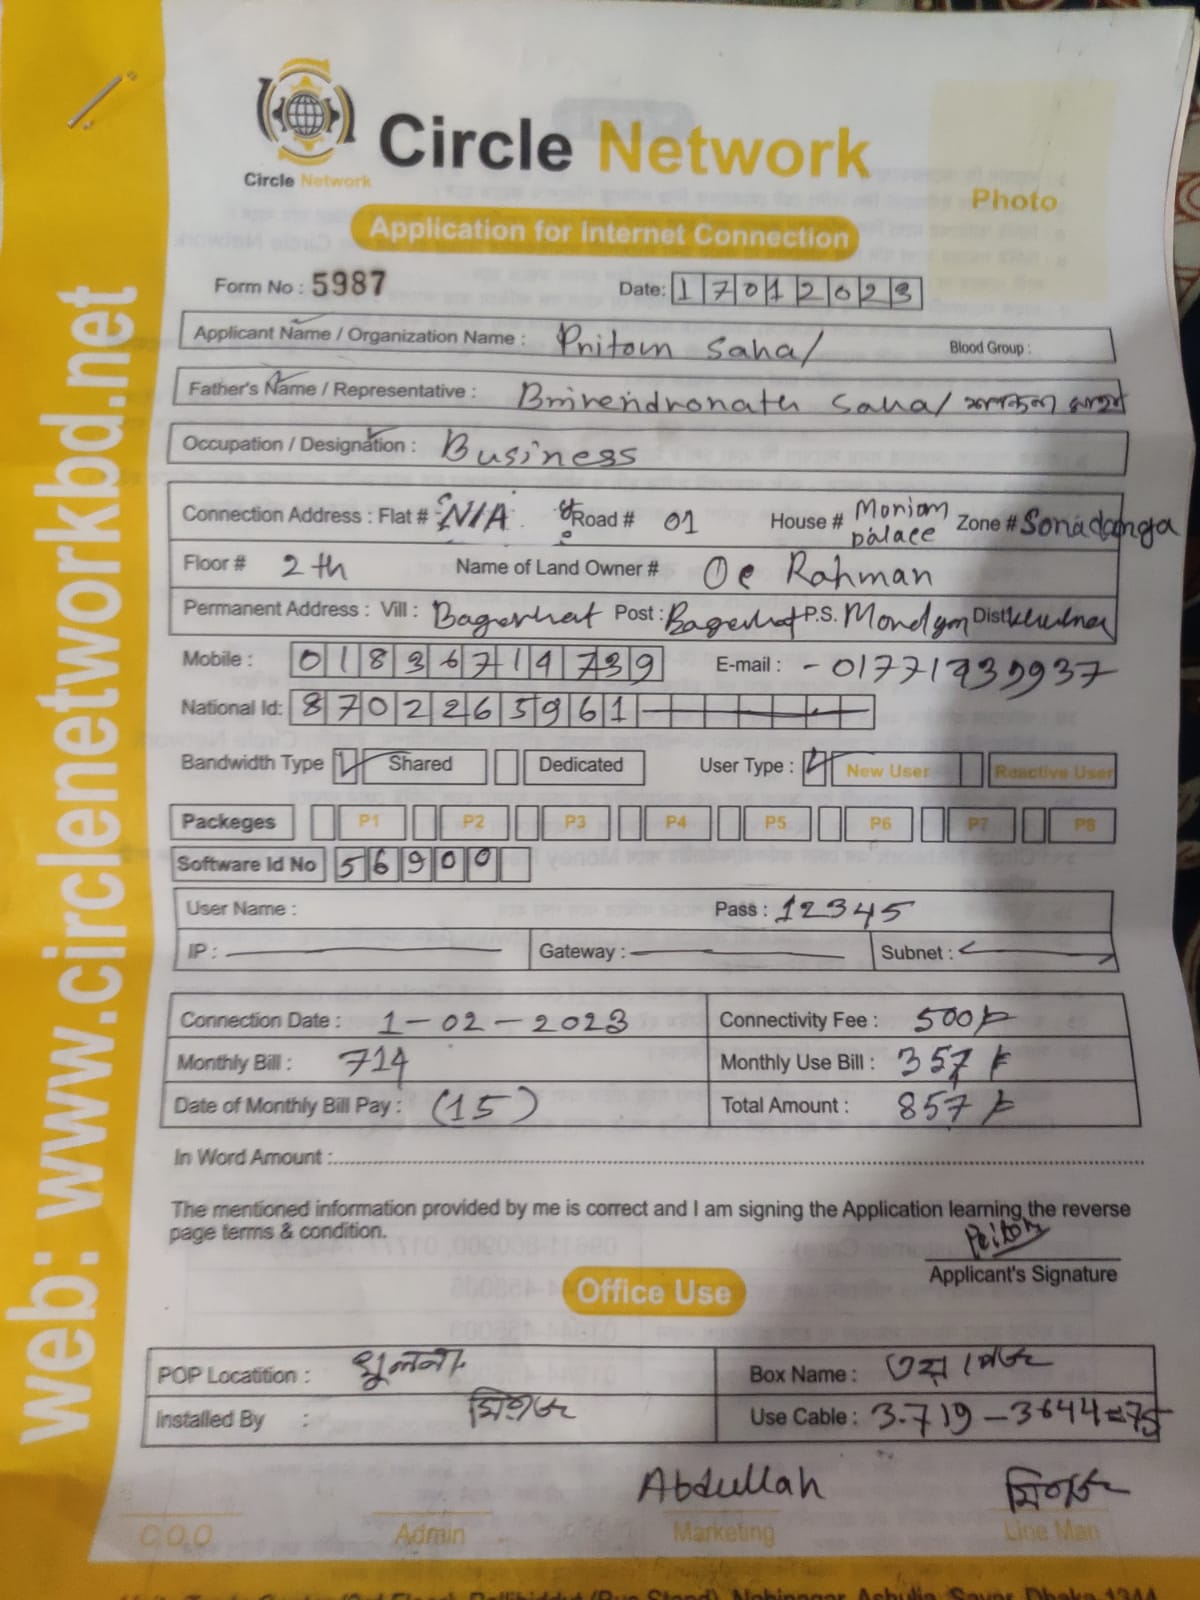 web: www.circlenetworkbd.net
Circle Network
Circle Network
Photo
Application for Internet Connection
Form No : 5987 Date: 17012023
Applicant Name / Organization Name : Pritom Saha/ Blood Group :
Father's Name / Representative : Bmirendronath Saha/
Occupation / Designation : Business
Connection Address : Flat # N/A Road # 01 House # Moniam palace Zone # Sonadanga
Floor # 2th Name of Land Owner # Oe Rahman
Permanent Address : Vill : Bagerhat Post : Bagerhat P.S. Dist
Mobile : 01836714739 E-mail : - 01771
National Id: 8702265961
Bandwidth Type Shared Dedicated User Type : New User Reactive User
Packeges P1 P2 P3 P4 P5 P6 P7 P8
Software Id No 56900
User Name : Pass : 12345
IP : Gateway : Subnet :
Connection Date : 1-02-2023 Connectivity Fee : 500/-
Monthly Bill : 714 Monthly Use Bill : 357/-
Date of Monthly Bill Pay : (15) Total Amount : 857/-
In Word Amount :
The mentioned information provided by me is correct and I am signing the Application learning the reverse
page terms & condition.
Pritom
Applicant's Signature
Office Use
POP Locatition : খুলনা Box Name :
Installed By : মিরাজ Use Cable : 3.719-3644=75
Abdullah মিরাজ
C.O.O Admin Marketing Line Man